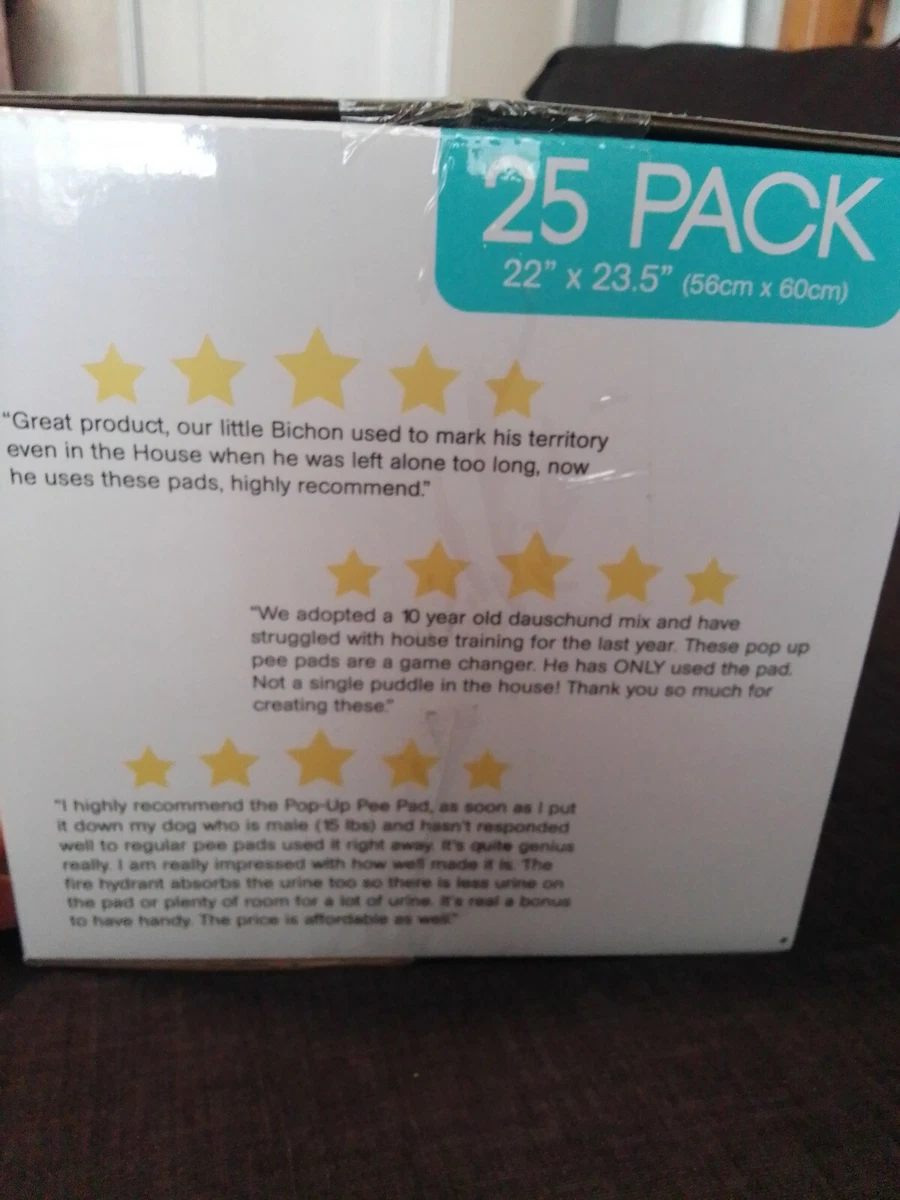 25 PACK
22” x 23.5” (56cm x 60cm)
“Great product, our little Bichon used to mark his territory
even in the House when he was left alone too long, now
he uses these pads, highly recommend.”
“We adopted a 10 year old dauschund mix and have
struggled with house training for the last year. These pop up
pee pads are a game changer. He has ONLY used the pad.
Not a single puddle in the house! Thank you so much for
creating these.”
“I highly recommend the Pop-Up Pee Pad, as soon as I put
it down my dog who is male (15 lbs) and hasn't responded
well to regular pee pads used it right away. It's quite genius
really. I am really impressed with how well made it is. The
fire hydrant absorbs the urine too so there is less urine on
the pad or plenty of room for a lot of urine. It's real a bonus
to have handy. The price is affordable as well.”